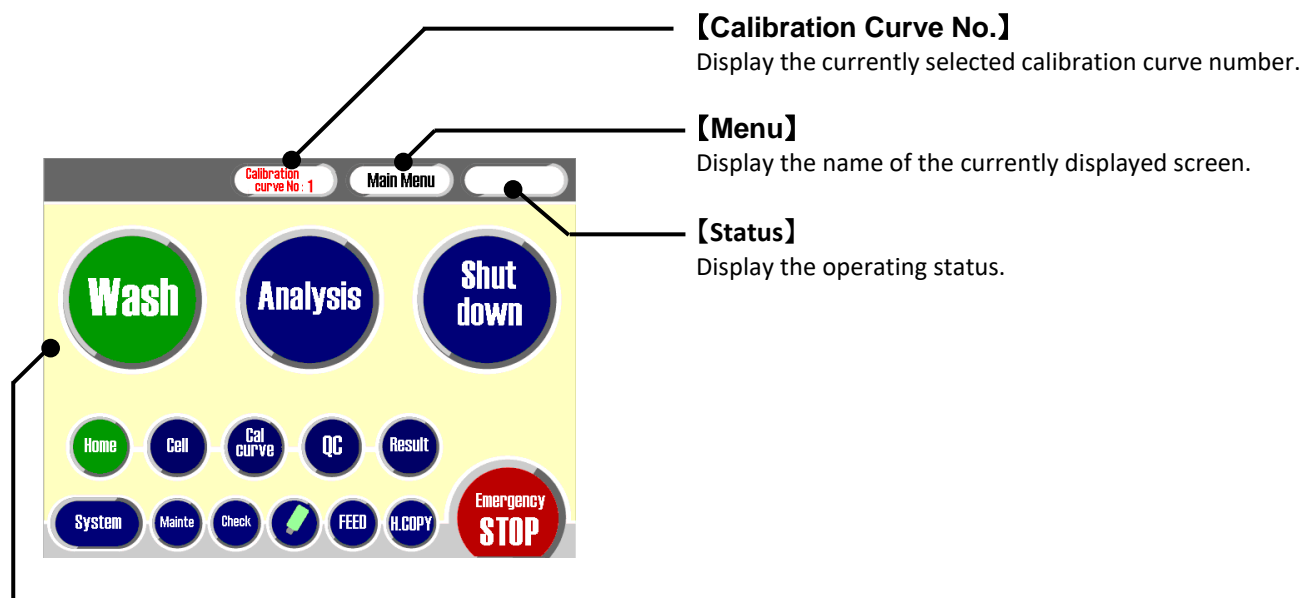 【Calibration Curve No.】
Display the currently selected calibration curve number.
【Menu】
Display the name of the currently displayed screen.
【Status】
Display the operating status.
Calibration
curve No : 1
Main Menu
Wash
Analysis
Shut
down
Home
Cell
Cal
curve
QC
Result
System
Mainte
Check
FEED
H.COPY
Emergency
STOP